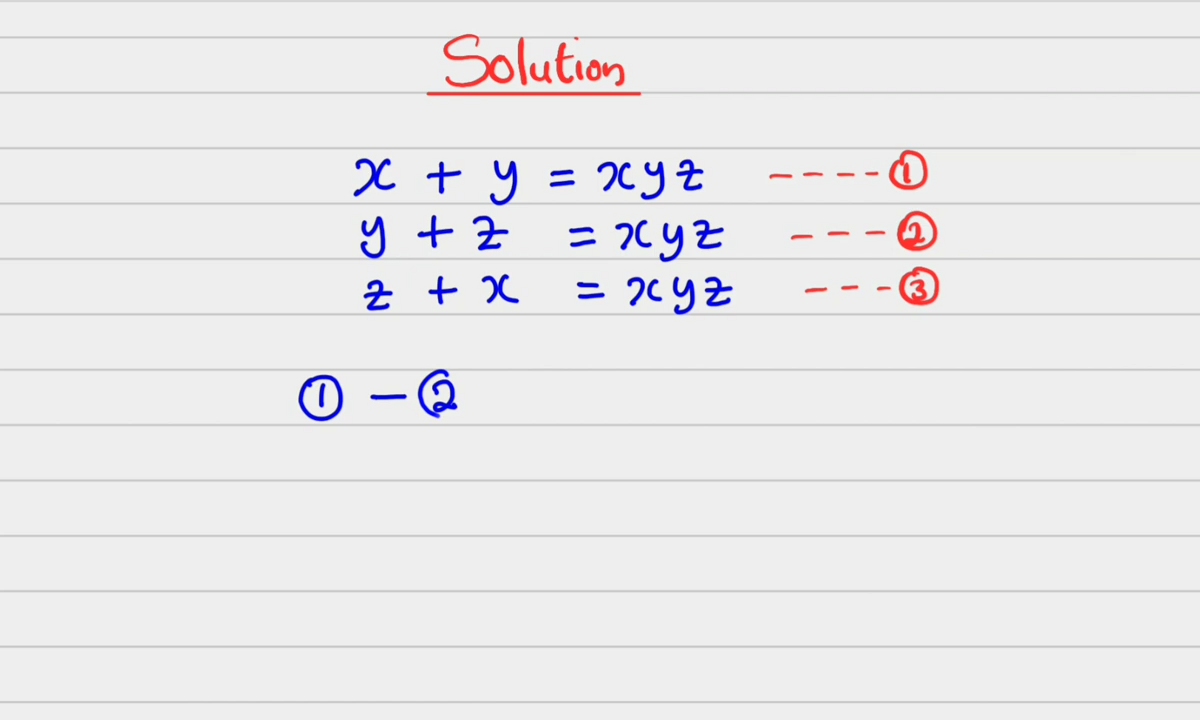 Solution
x + y = xyz ----①
y + z = xyz ---②
z + x = xyz ---③
① - ②